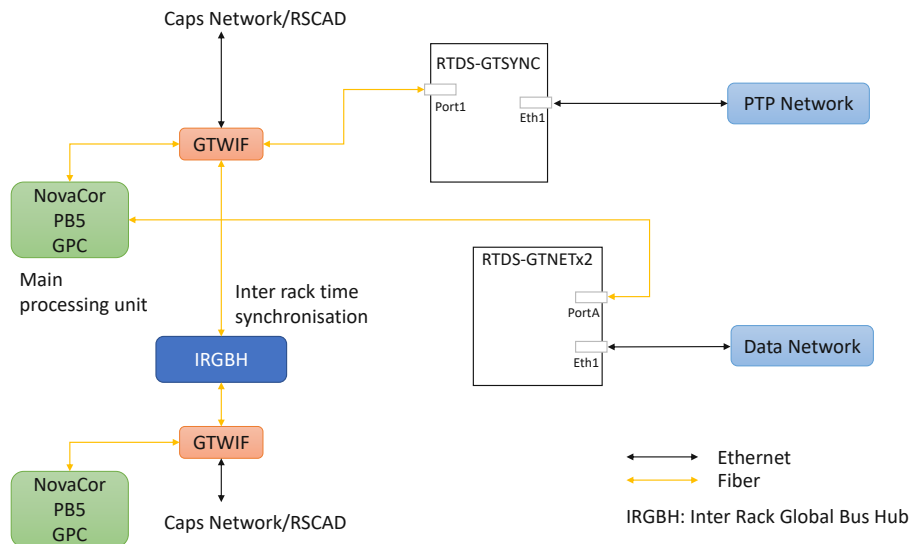 Caps Network/RSCAD
RTDS-GTSYNC
Port1
Eth1
PTP Network
GTWIF
NovaCor
PB5
GPC
Main
processing unit
Inter rack time
synchronisation
RTDS-GTNETx2
PortA
Eth1
Data Network
IRGBH
GTWIF
NovaCor
PB5
GPC
Caps Network/RSCAD
Ethernet
Fiber
IRGBH: Inter Rack Global Bus Hub